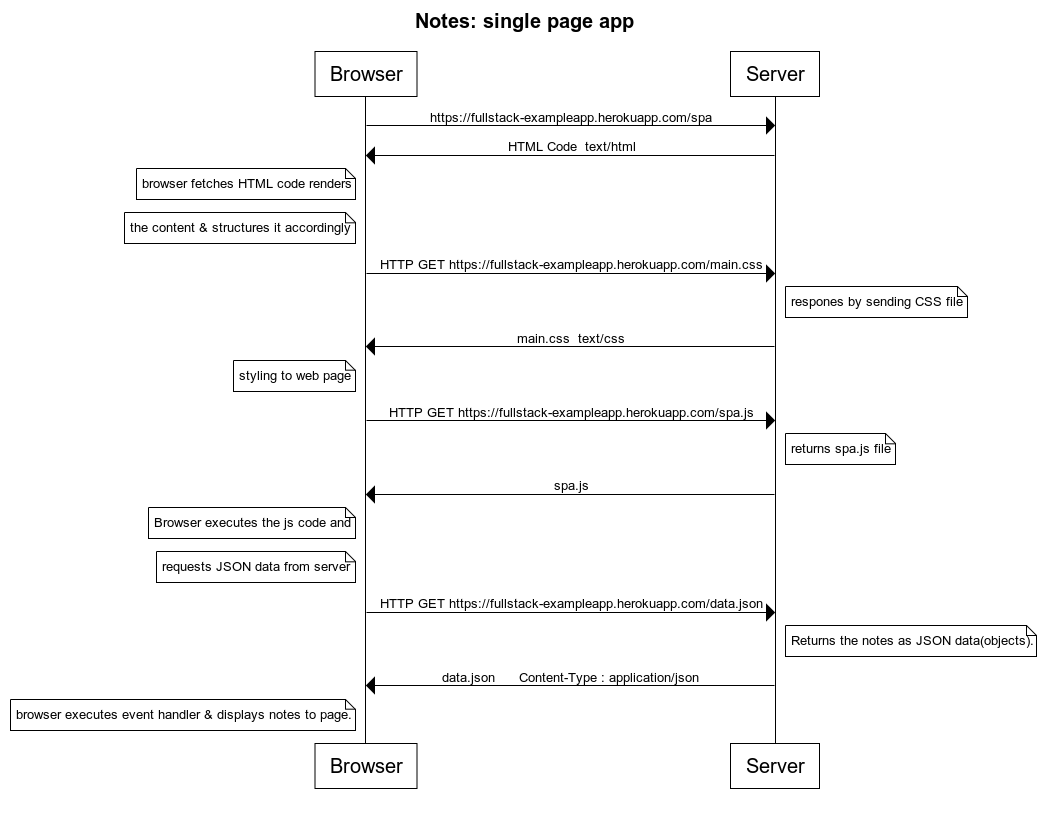 Notes: single page app
Browser
Server
https://fullstack-exampleapp.herokuapp.com/spa
HTML Code  text/html
browser fetches HTML code renders
the content & structures it accordingly
HTTP GET https://fullstack-exampleapp.herokuapp.com/main.css
respones by sending CSS file
main.css  text/css
styling to web page
HTTP GET https://fullstack-exampleapp.herokuapp.com/spa.js
returns spa.js file
spa.js
Browser executes the js code and
requests JSON data from server
HTTP GET https://fullstack-exampleapp.herokuapp.com/data.json
Returns the notes as JSON data(objects).
data.json      Content-Type : application/json
browser executes event handler & displays notes to page.
Browser
Server